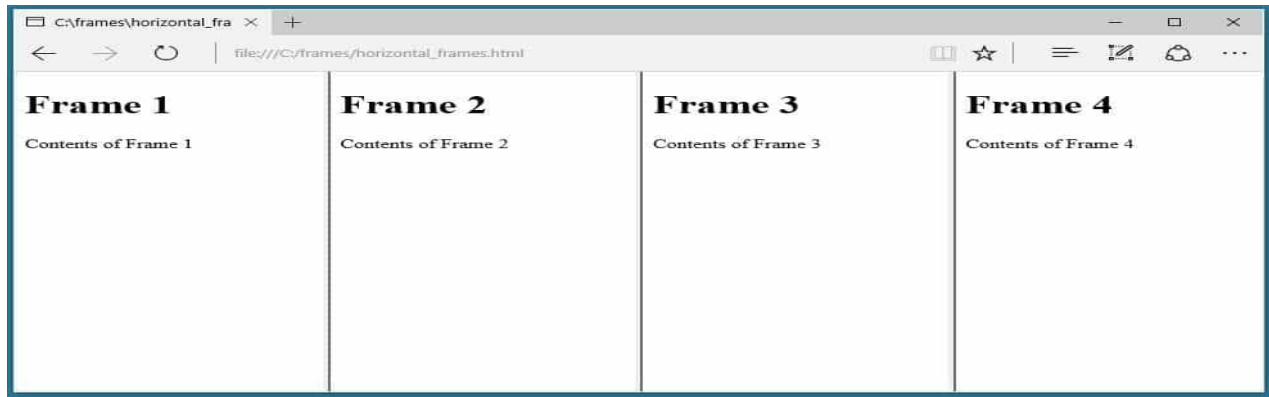 C:\frames\horizontal_fra
file:///C:/frames/horizontal_frames.html
Frame 1
Contents of Frame 1
Frame 2
Contents of Frame 2
Frame 3
Contents of Frame 3
Frame 4
Contents of Frame 4